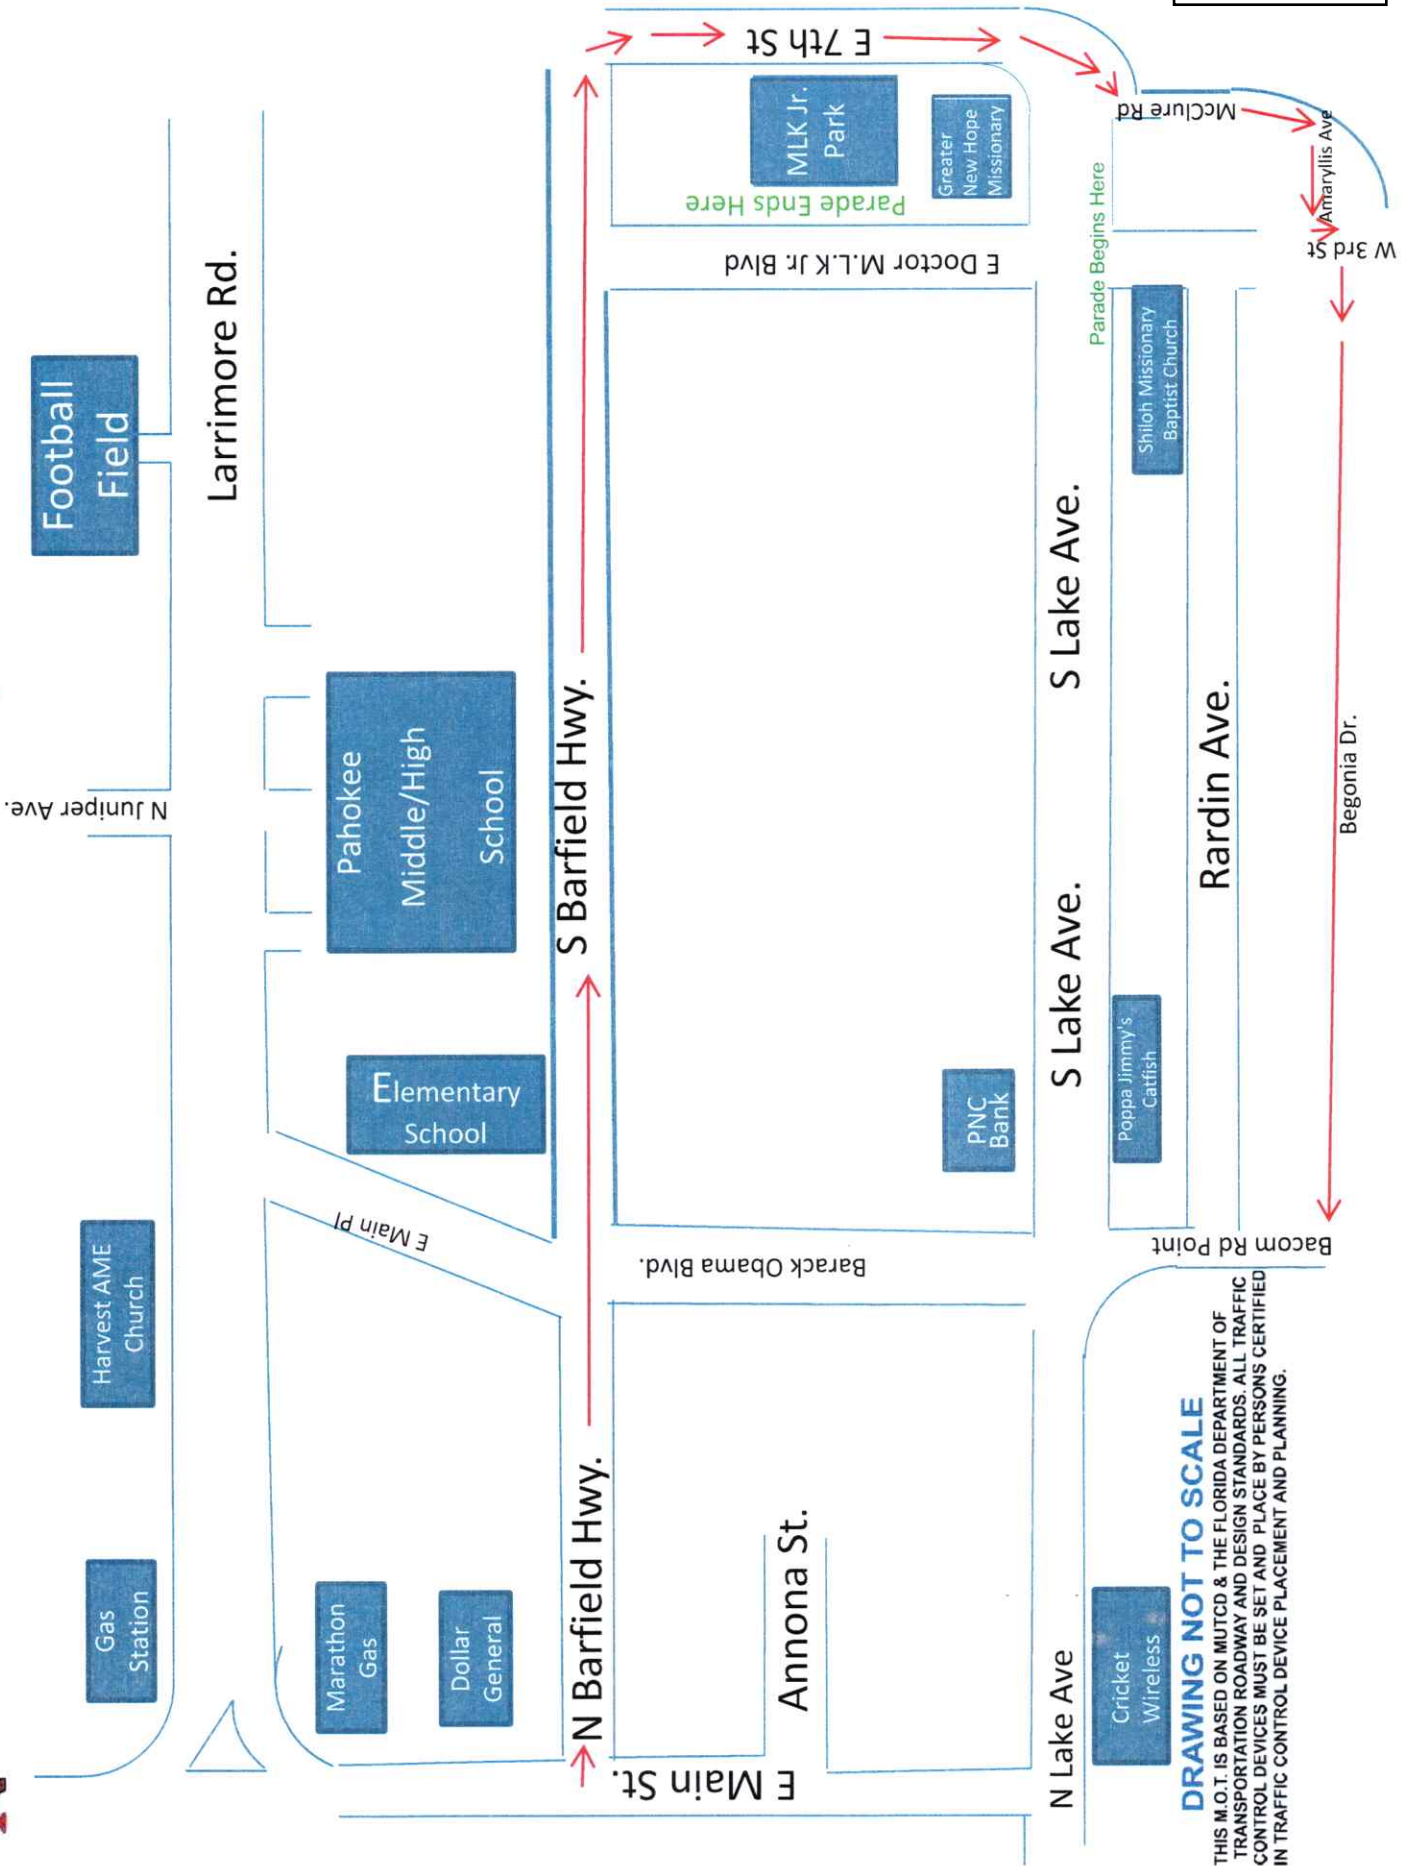 Football
Field
Larrimore Rd.
N Juniper Ave.
Pahokee
Middle/High
School
Elementary
School
E Main Pl
Harvest AME
Church
Gas
Station
Marathon
Gas
Dollar
General
N Barfield Hwy.
S Barfield Hwy.
E 7th St
MLK Jr.
Park
Greater
New Hope
Missionary
Parade Ends Here
E Doctor M.L.K Jr. Blvd
McClure Rd
Amaryllis Ave
W 3rd St
Parade Begins Here
Shiloh Missionary
Baptist Church
S Lake Ave.
S Lake Ave.
Rardin Ave.
Begonia Dr.
PNC
Bank
Poppa Jimmy's
Catfish
Barack Obama Blvd.
Bacom Rd Point
Annona St.
E Main St.
N Lake Ave
Cricket
Wireless
DRAWING NOT TO SCALE
THIS M.O.T. IS BASED ON MUTCD & THE FLORIDA DEPARTMENT OF
TRANSPORTATION ROADWAY AND DESIGN STANDARDS. ALL TRAFFIC
CONTROL DEVICES MUST BE SET AND PLACE BY PERSONS CERTIFIED
IN TRAFFIC CONTROL DEVICE PLACEMENT AND PLANNING.